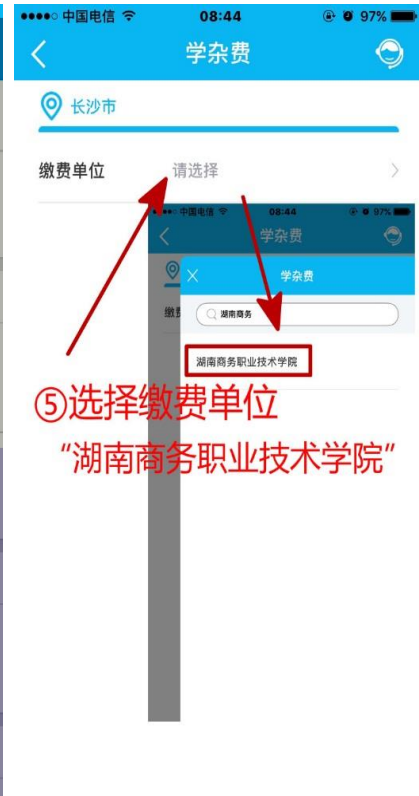 中国电信 08:44 97%
学杂费
长沙市
缴费单位 请选择
中国电信 08:44 97%
学杂费
学杂费
缴费
湖南商务
湖南商务职业技术学院
⑤选择缴费单位
“湖南商务职业技术学院”